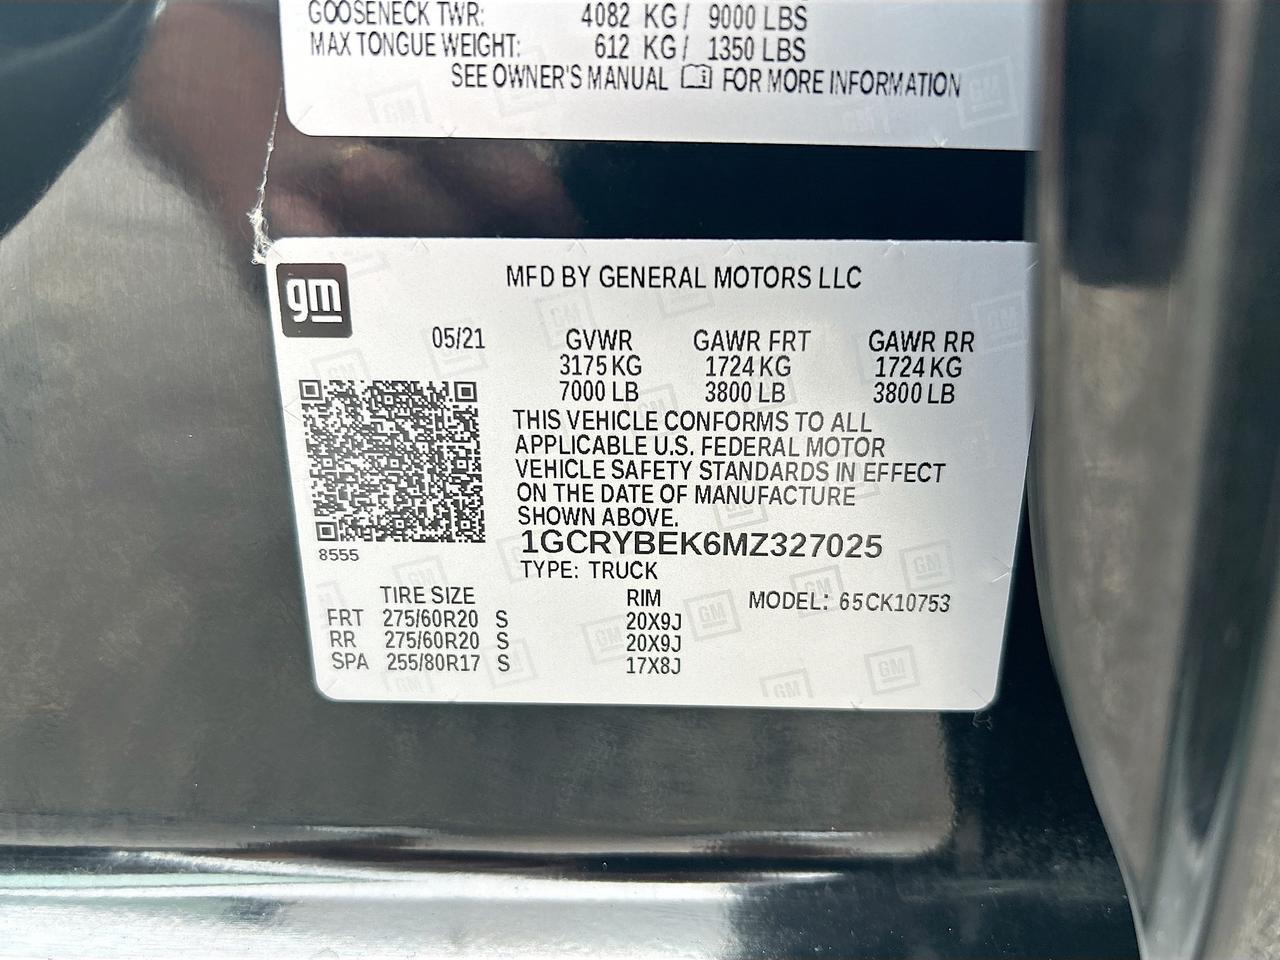 GOOSENECK TWR: 4082 KG/ 9000 LBS
MAX TONGUE WEIGHT: 612 KG/ 1350 LBS
SEE OWNER'S MANUAL FOR MORE INFORMATION
gm
MFD BY GENERAL MOTORS LLC
05/21 GVWR GAWR FRT GAWR RR
3175 KG 1724 KG 1724 KG
7000 LB 3800 LB 3800 LB
THIS VEHICLE CONFORMS TO ALL
APPLICABLE U.S. FEDERAL MOTOR
VEHICLE SAFETY STANDARDS IN EFFECT
ON THE DATE OF MANUFACTURE
SHOWN ABOVE.
8555
1GCRYBEK6MZ327025
TYPE: TRUCK
TIRE SIZE RIM MODEL: 65CK10753
FRT 275/60R20 S 20X9J
RR 275/60R20 S 20X9J
SPA 255/80R17 S 17X8J